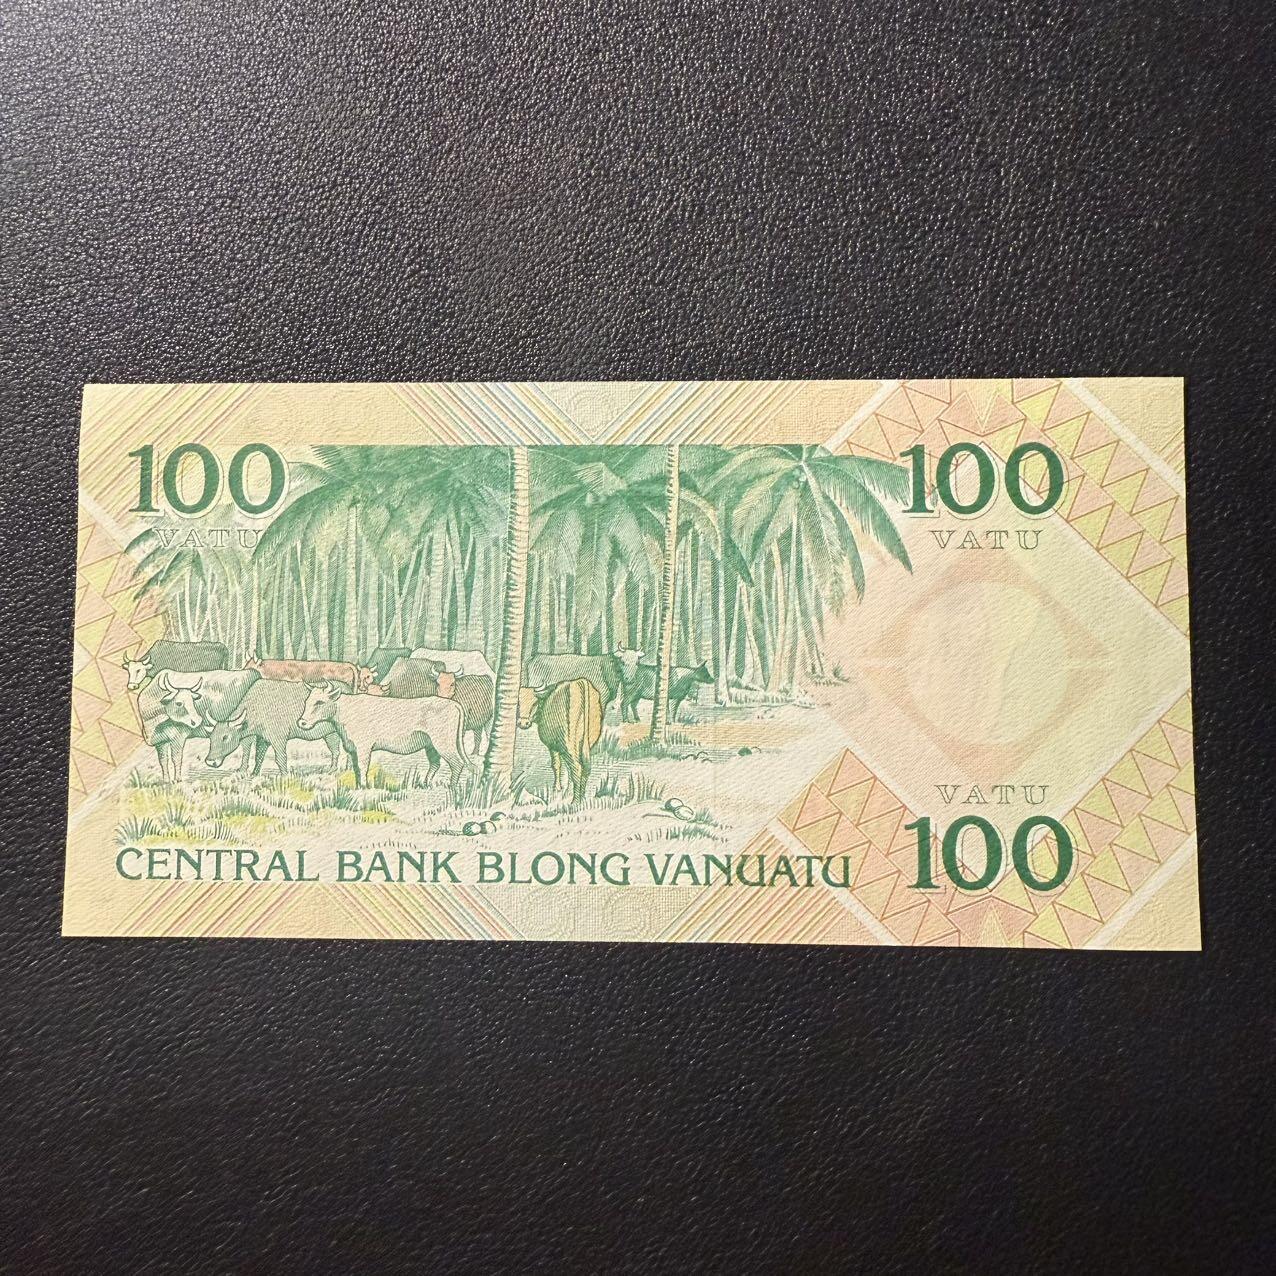 100 100
VATU VATU
VATU
100
CENTRAL BANK BLONG VANUATU